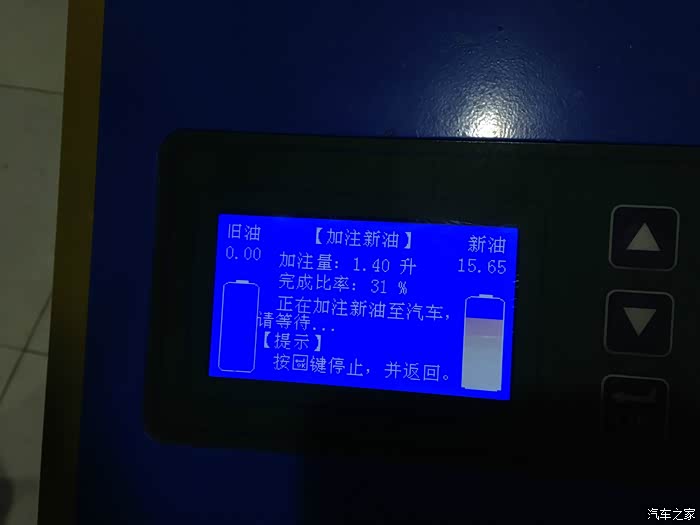 旧油 【加注新油】 新油
0.00 加注量: 1.40 升 15.65
完成比率: 31 %
正在加注新油至汽车,
请等待...
【提示】
按回键停止, 并返回。
汽车之家